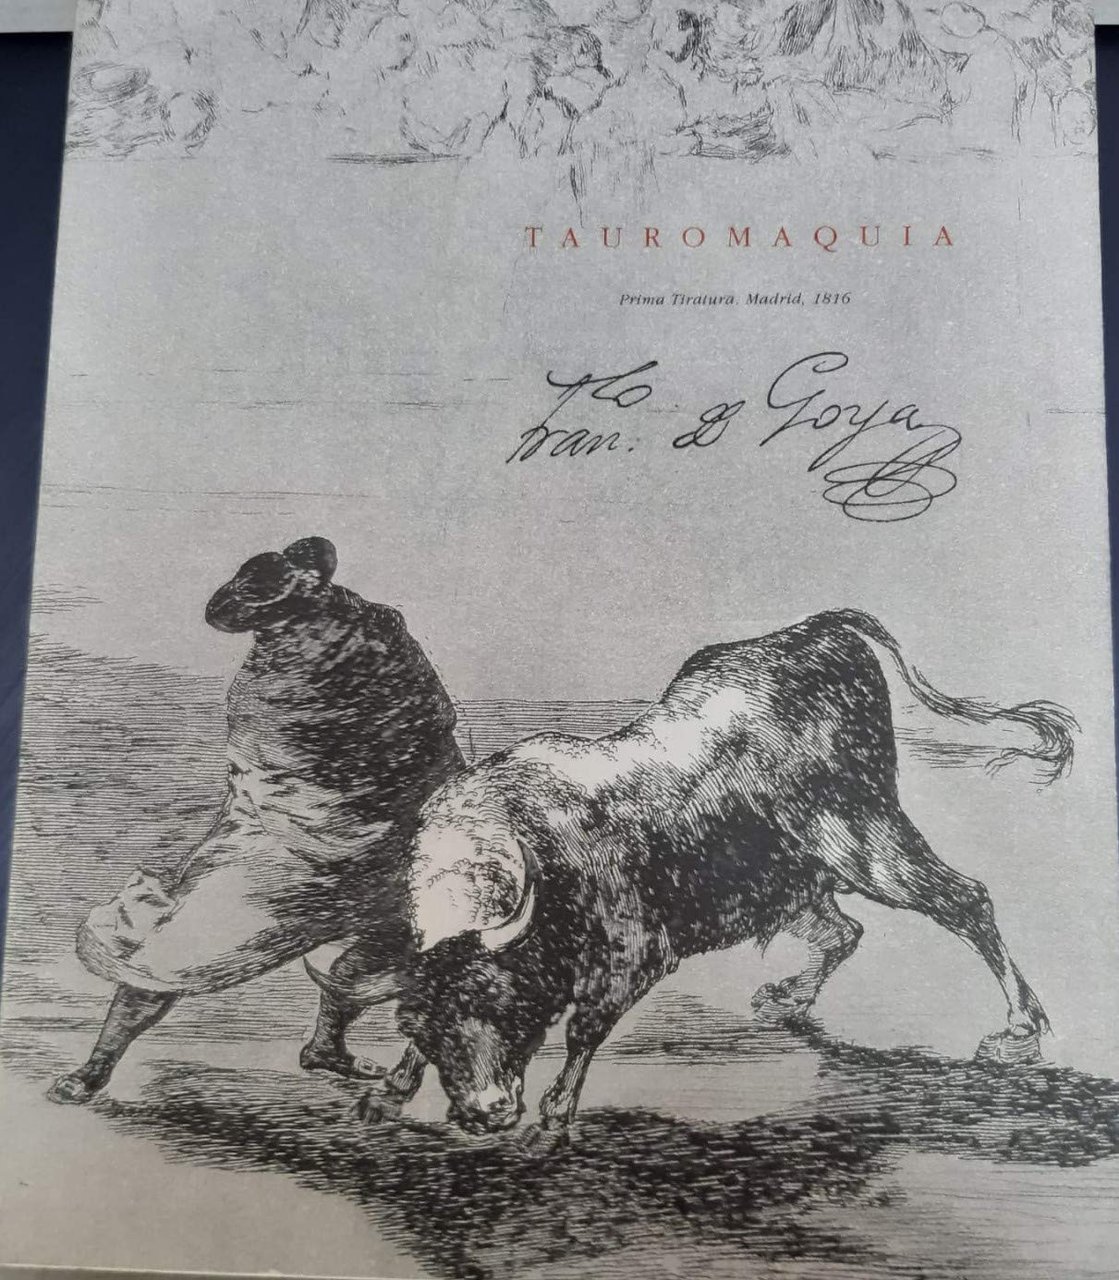 TAUROMAQUIA
Prima Tiratura. Madrid, 1816
Fran.co de Goya